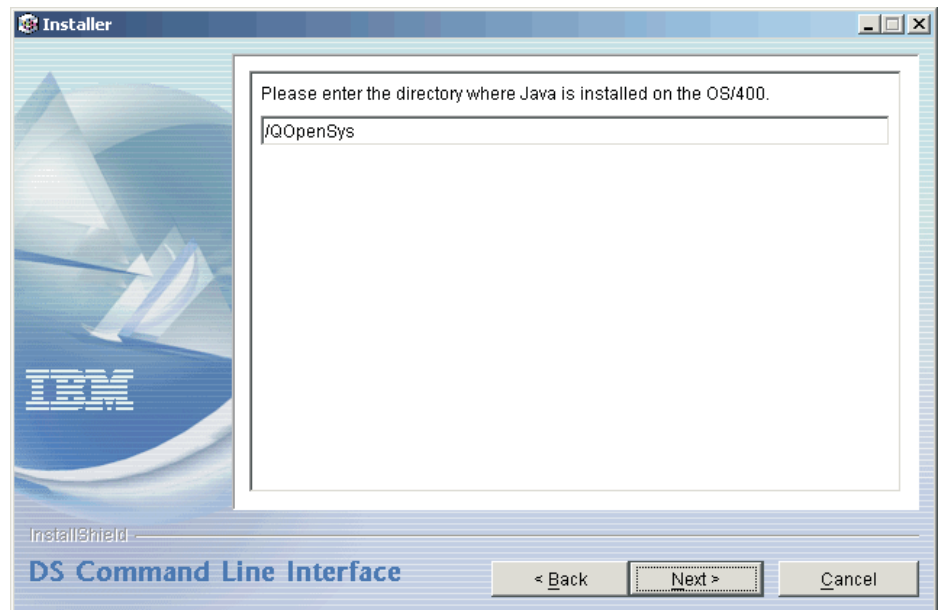 Installer
Please enter the directory where Java is installed on the OS/400.
/QOpenSys
IBM
InstallShield
DS Command Line Interface
< Back
Next >
Cancel